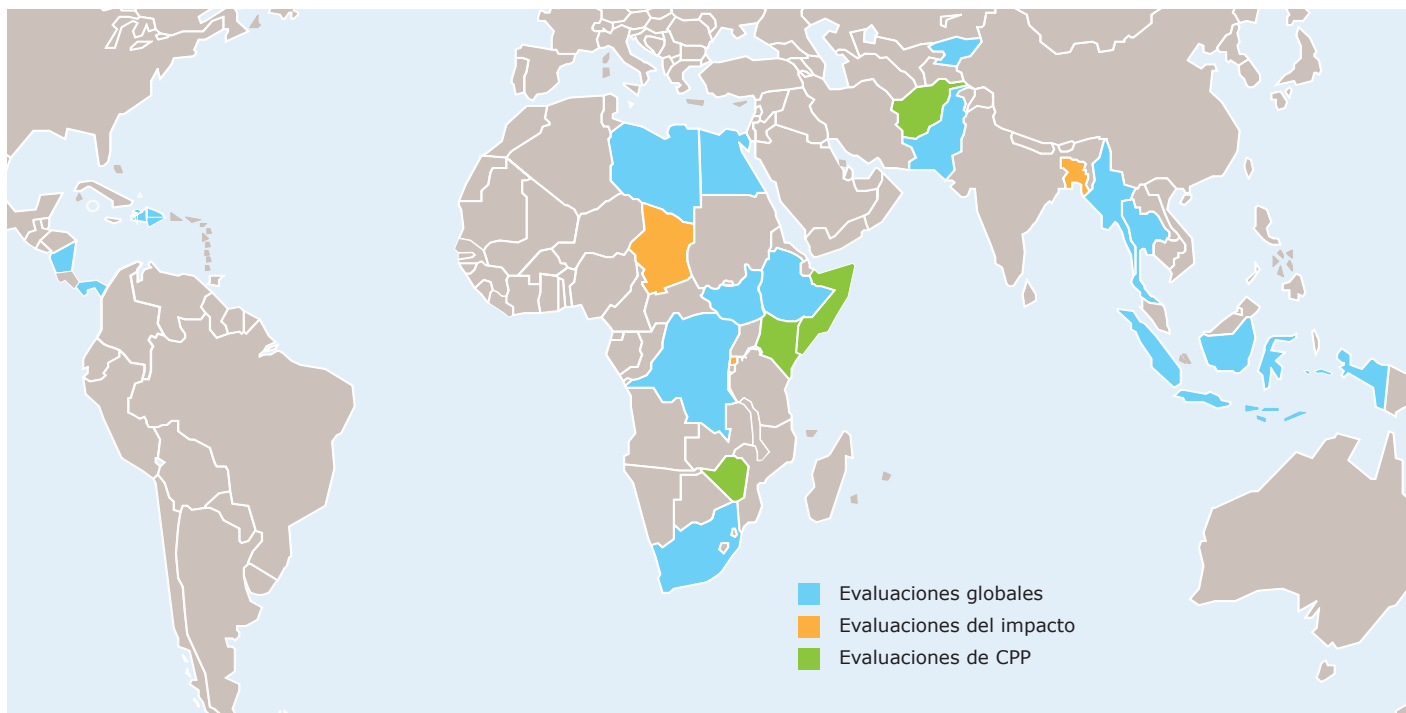 Evaluaciones globales
Evaluaciones del impacto
Evaluaciones de CPP